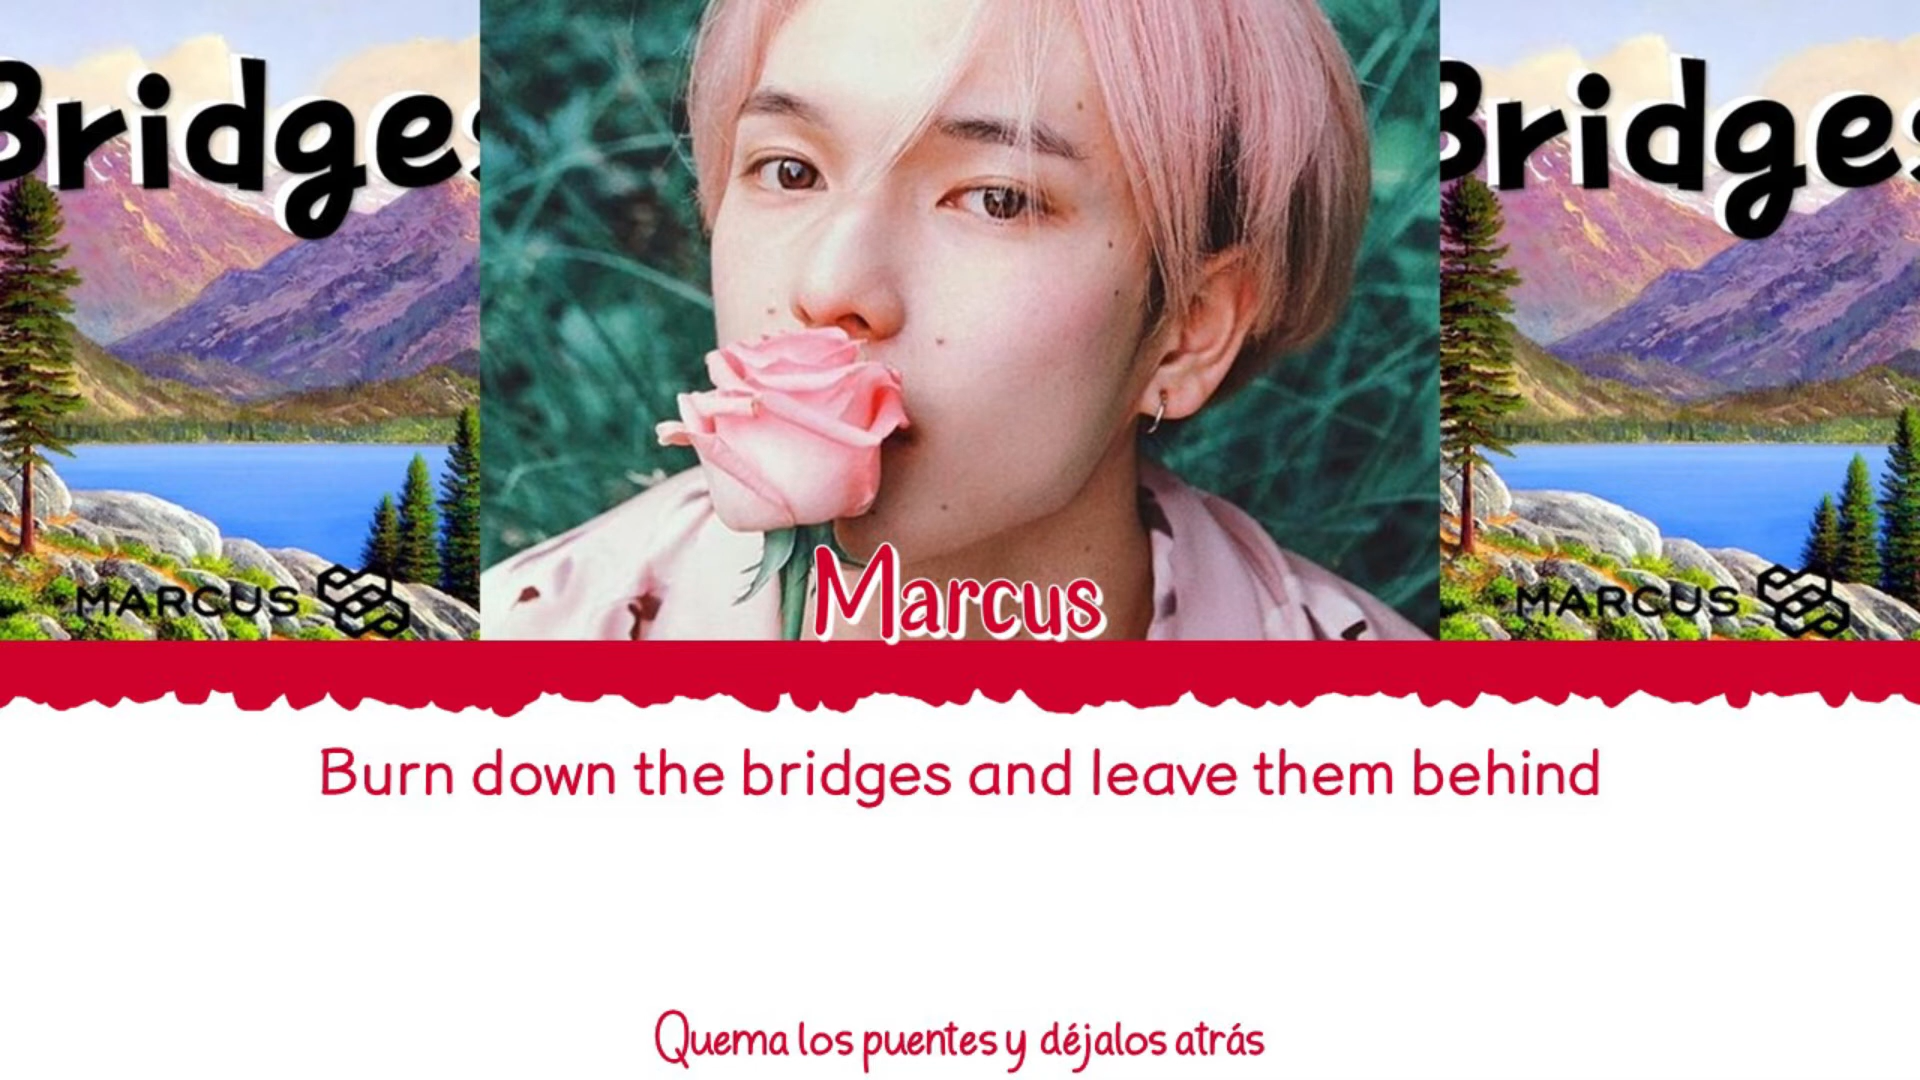 Bridges
Bridges
MARCUS
Marcus
MARCUS
Burn down the bridges and leave them behind
Quema los puentes y déjalos atrás